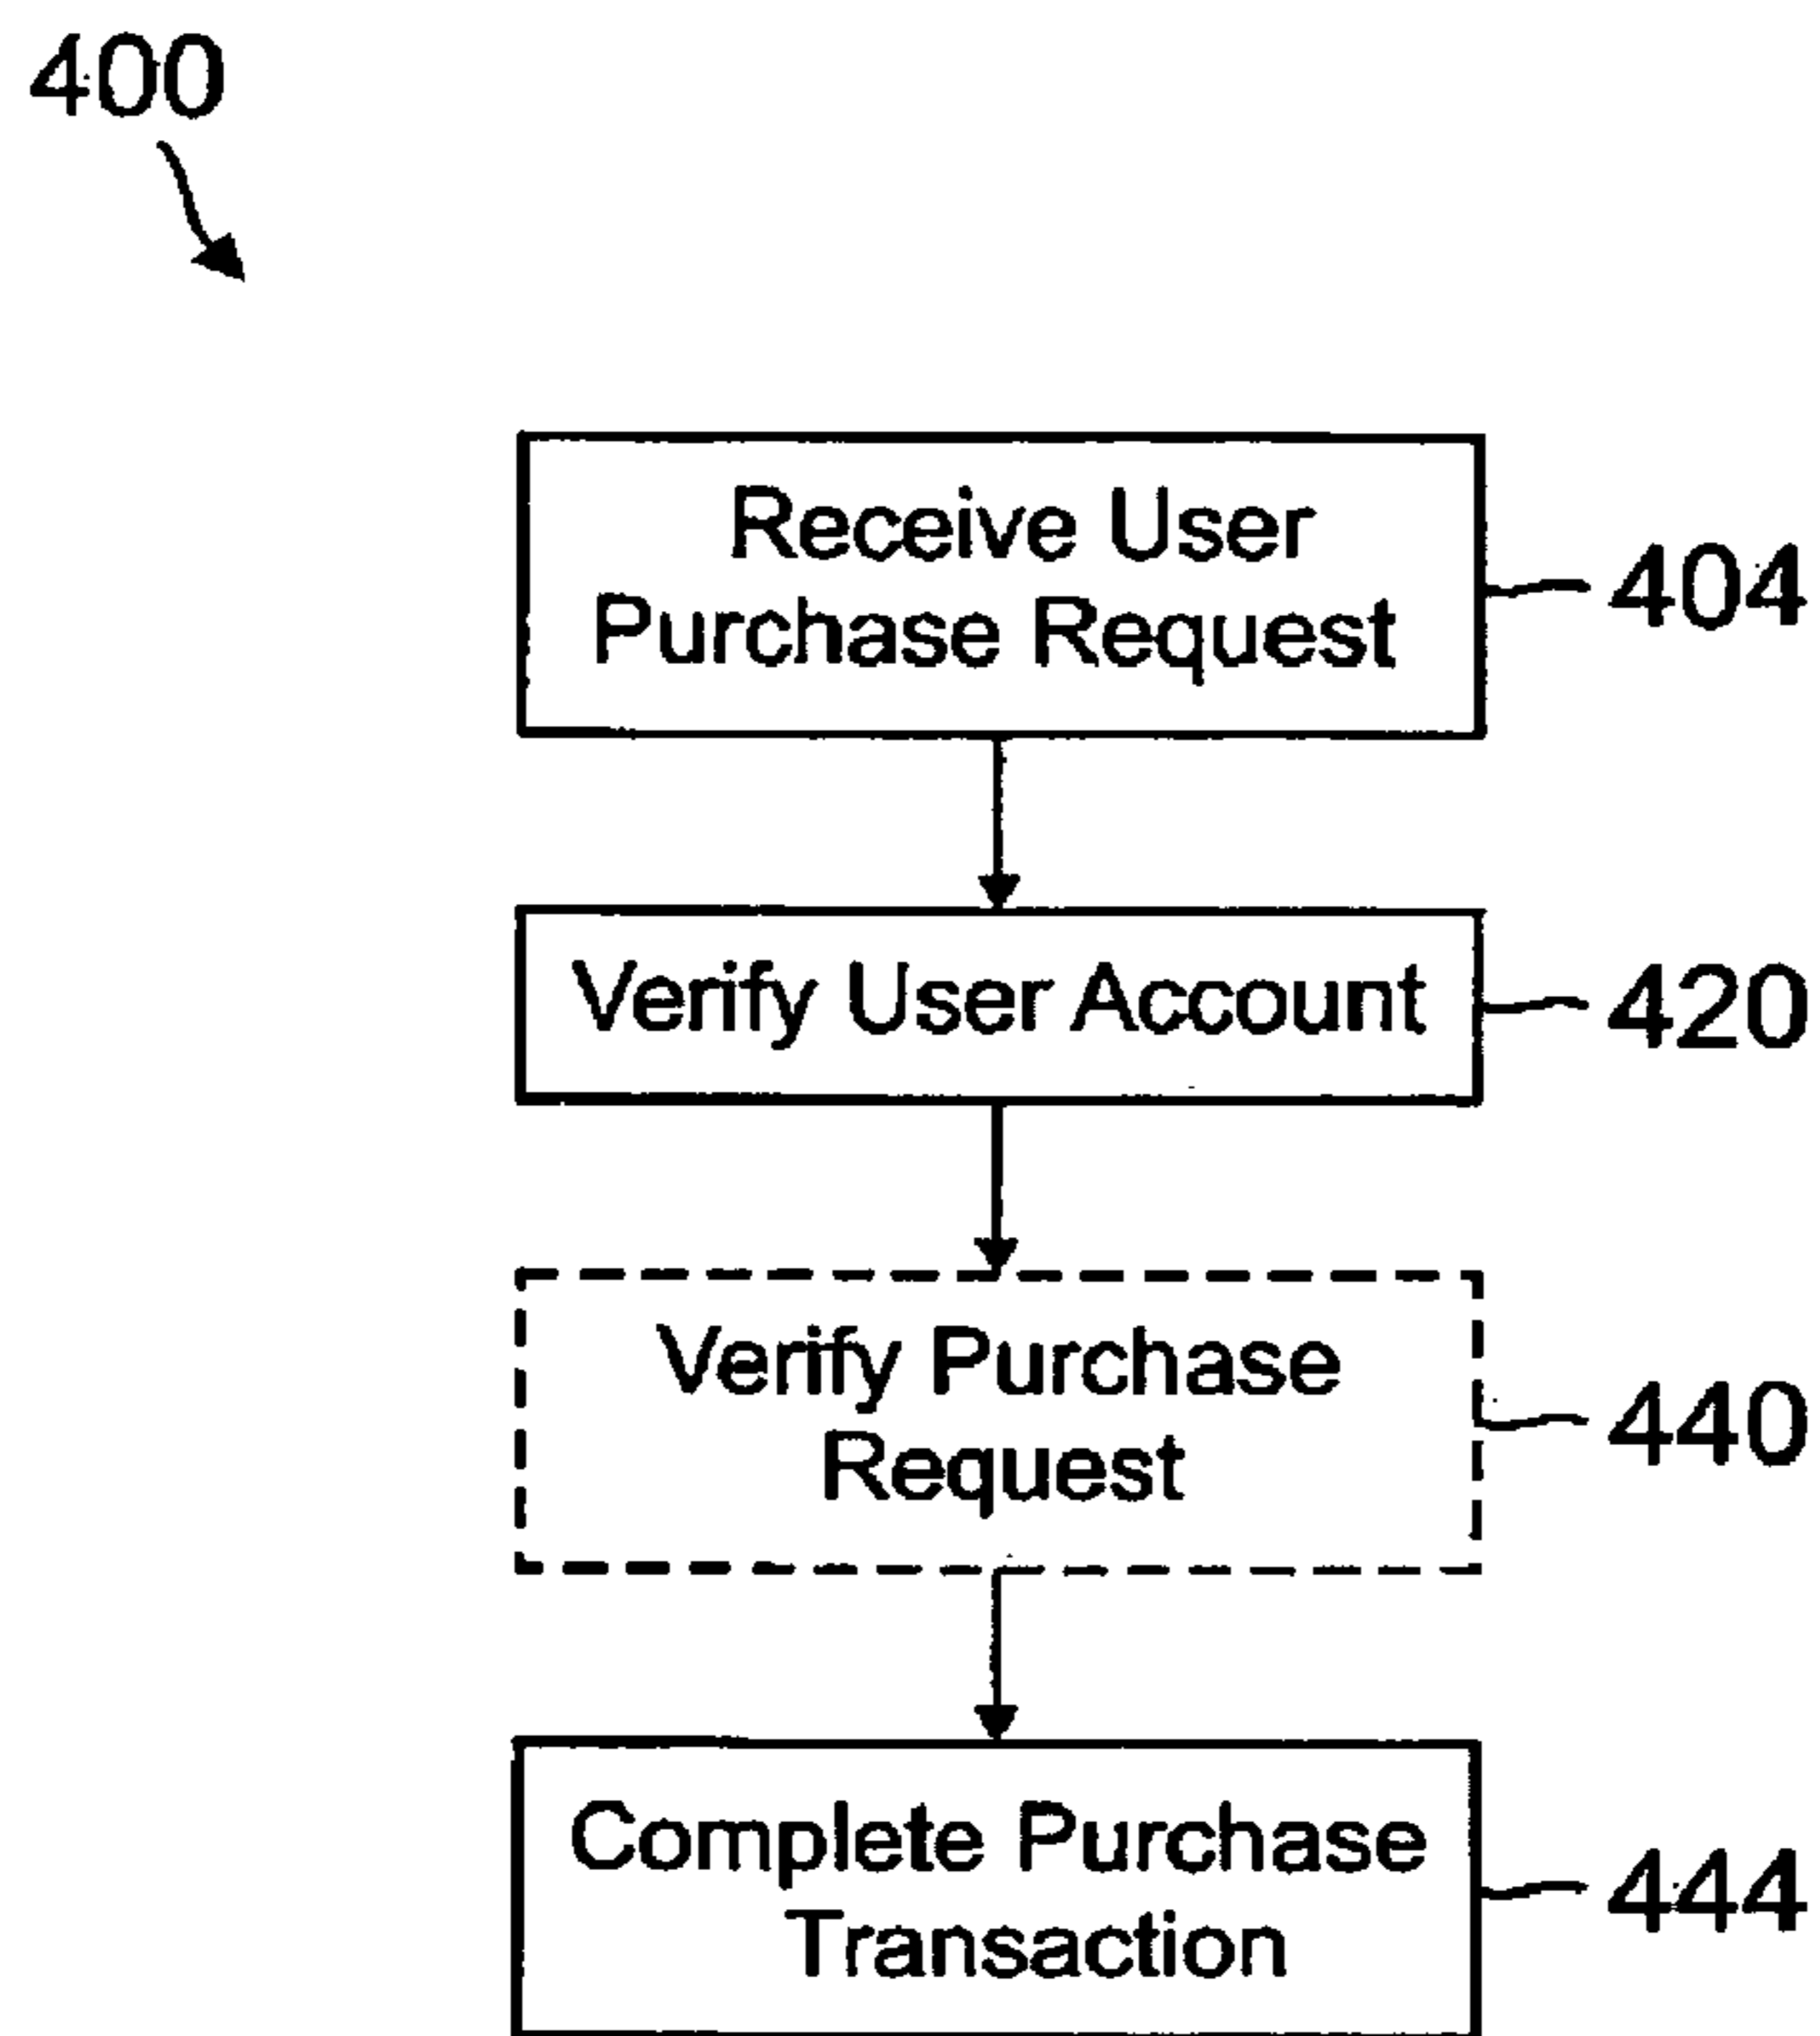 400
Receive User
Purchase Request
404
Verify User Account
420
Verify Purchase
Request
440
Complete Purchase
Transaction
444